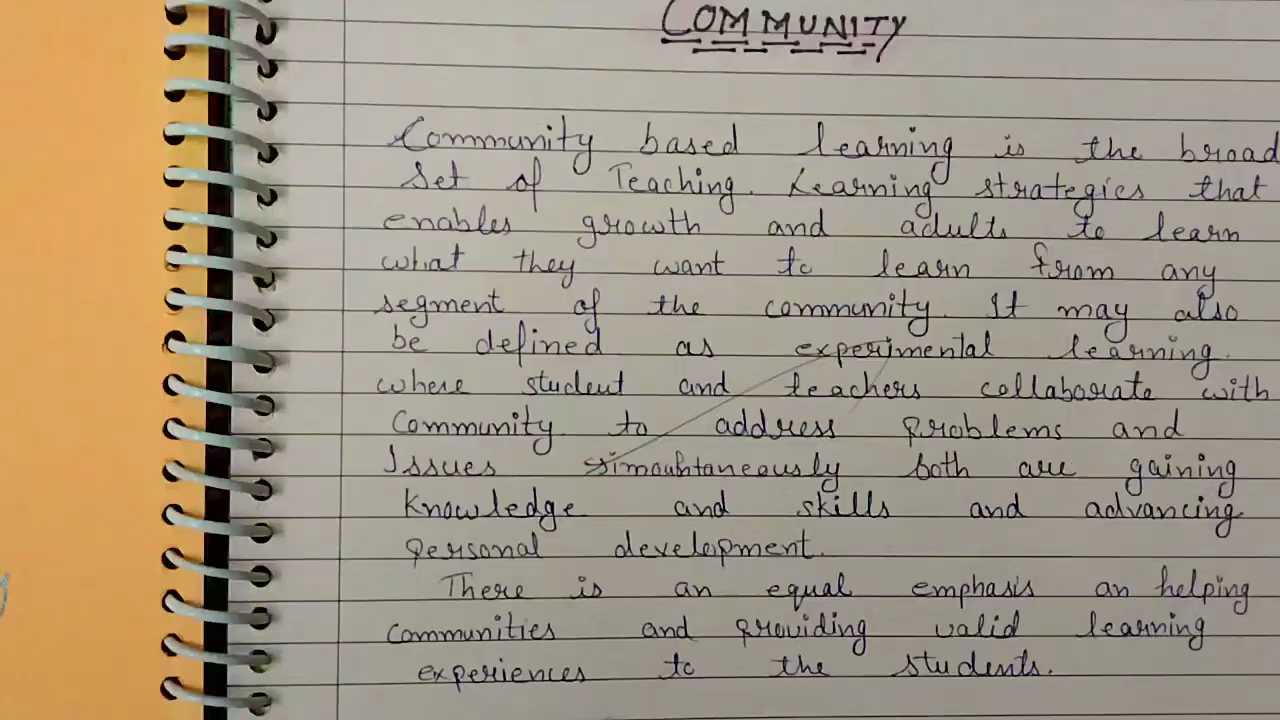 COMMUNITY
Community based learning is the broad
set of Teaching. Learning strategies that
enables growth and adults to learn
what they want to learn from any
segment of the community. It may also
be defined as experimental learning.
where student and teachers collaborate with
Community to address problems and
Issues simountaneously both are gaining
Knowledge and skills and advancing
personal development.
There is an equal emphasis an helping
communities and providing valid learning
experiences to the students.